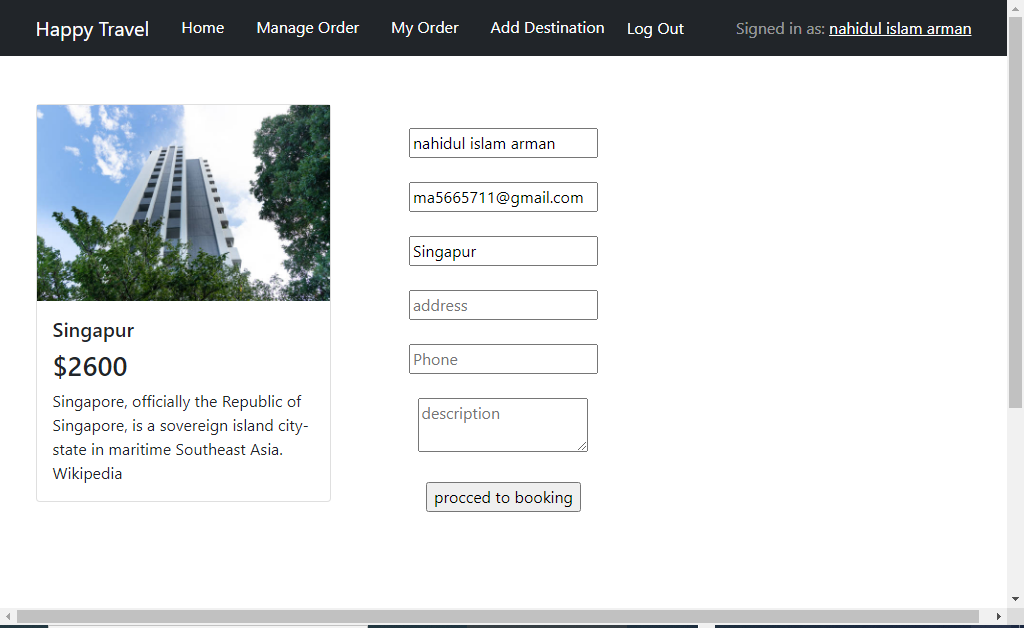 Happy Travel Home Manage Order My Order Add Destination Log Out Signed in as: nahidul islam arman
nahidul islam arman
ma5665711@gmail.com
Singapur
address
Phone
description
procced to booking
Singapur
$2600
Singapore, officially the Republic of
Singapore, is a sovereign island city-
state in maritime Southeast Asia.
Wikipedia